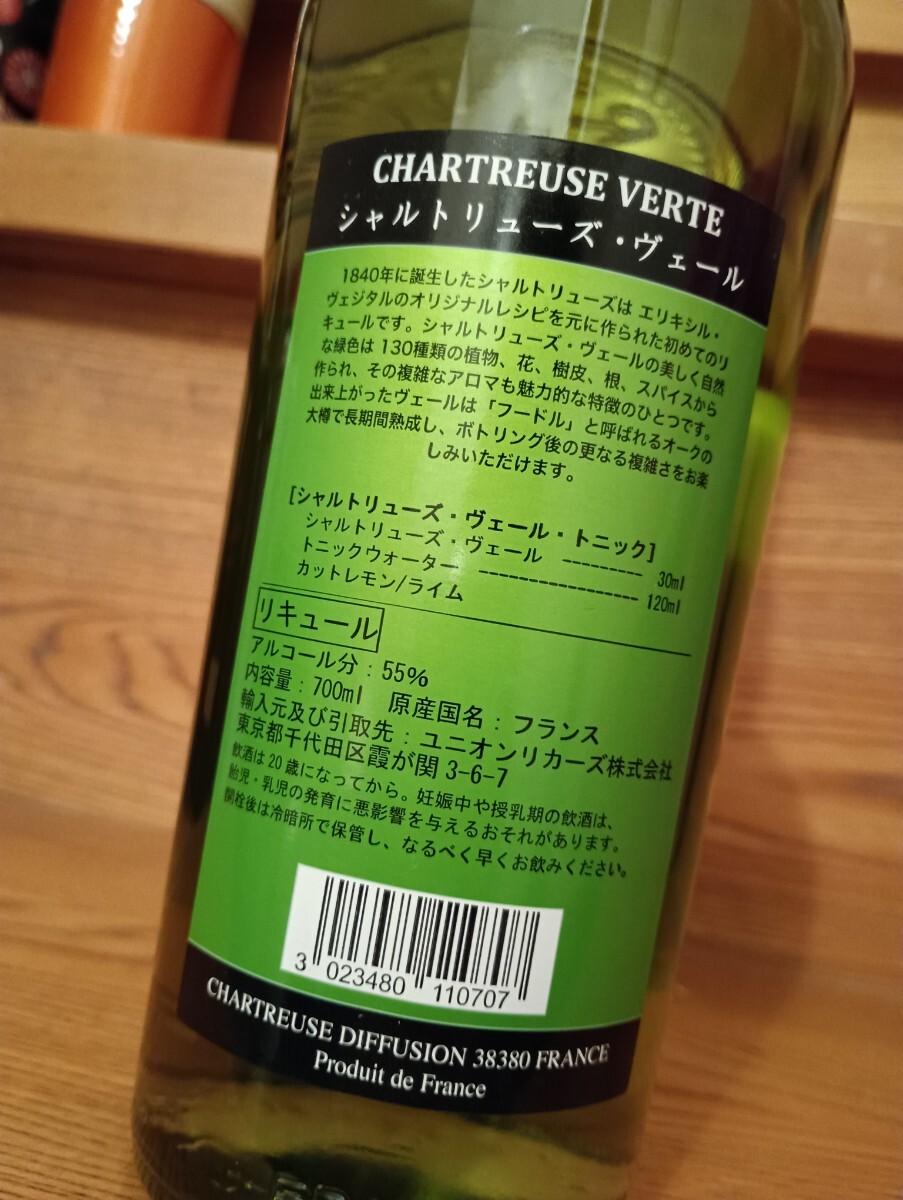 CHARTREUSE VERTE
シャルトリューズ・ヴェール
1840年に誕生したシャルトリューズは エリキシル・
ヴェジタルのオリジナルレシピを元に作られた初めてのリ
キュールです。シャルトリューズ・ヴェールの美しく自然
な緑色は 130種類の植物、花、樹皮、根、スパイスから
作られ、その複雑なアロマも魅力的な特徴のひとつです。
出来上がったヴェールは「フードル」と呼ばれるオークの
大樽で長期間熟成し、ボトリング後の更なる複雑さをお楽
しみいただけます。
[シャルトリューズ・ヴェール・トニック]
シャルトリューズ・ヴェール --------- 30ml
トニックウォーター ------------------ 120ml
カットレモン/ライム
リキュール
アルコール分：55%
内容量：700ml 原産国名：フランス
輸入元及び引取先：ユニオンリカーズ株式会社
東京都千代田区霞が関 3-6-7
飲酒は 20 歳になってから。妊娠中や授乳期の飲酒は、
胎児・乳児の発育に悪影響を与えるおそれがあります。
開栓後は冷暗所で保管し、なるべく早くお飲みください。
3 023480 110707
CHARTREUSE DIFFUSION 38380 FRANCE
Produit de France